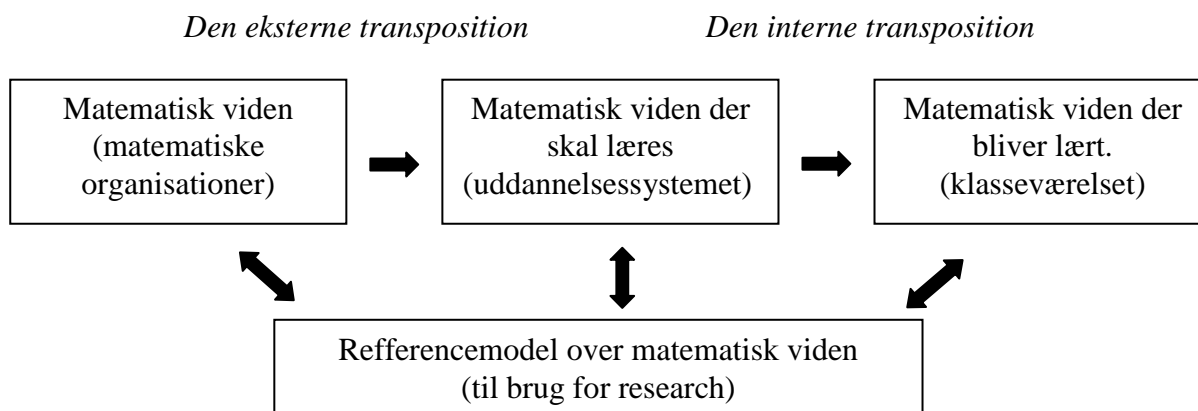 Den eksterne transposition
Den interne transposition
Matematisk viden
(matematiske
organisationer)
Matematisk viden der
skal læres
(uddannelsessystemet)
Matematisk viden der
bliver lært.
(klasseværelset)
Refferencemodel over matematisk viden
(til brug for research)